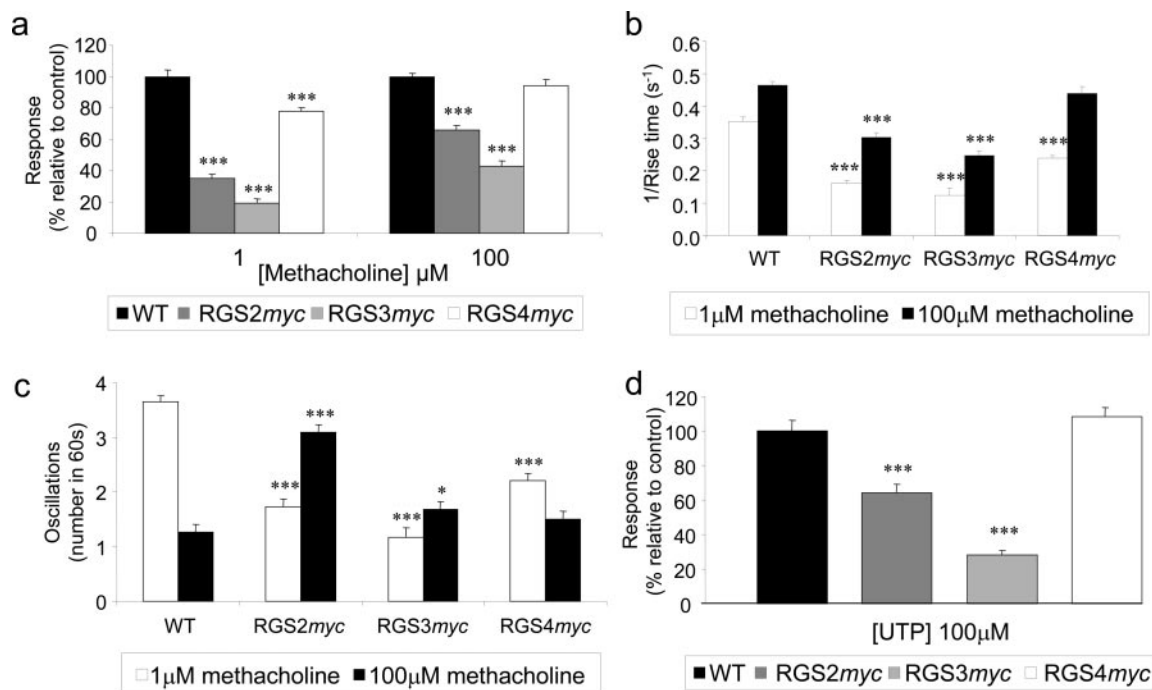 a
Response
(% relative to control)
120
100
80
60
40
20
0
***
***
***
***
***
1
100
[Methacholine] μM
WT RGS2myc RGS3myc RGS4myc
b
1/Rise time (s-1)
0.6
0.5
0.4
0.3
0.2
0.1
0.0
***
***
***
***
***
WT RGS2myc RGS3myc RGS4myc
1μM methacholine 100μM methacholine
c
Oscillations
(number in 60s)
4
3
2
1
0
***
***
***
*
***
WT RGS2myc RGS3myc RGS4myc
1μM methacholine 100μM methacholine
d
Response
(% relative to control)
120
100
80
60
40
20
0
***
***
[UTP] 100μM
WT RGS2myc RGS3myc RGS4myc